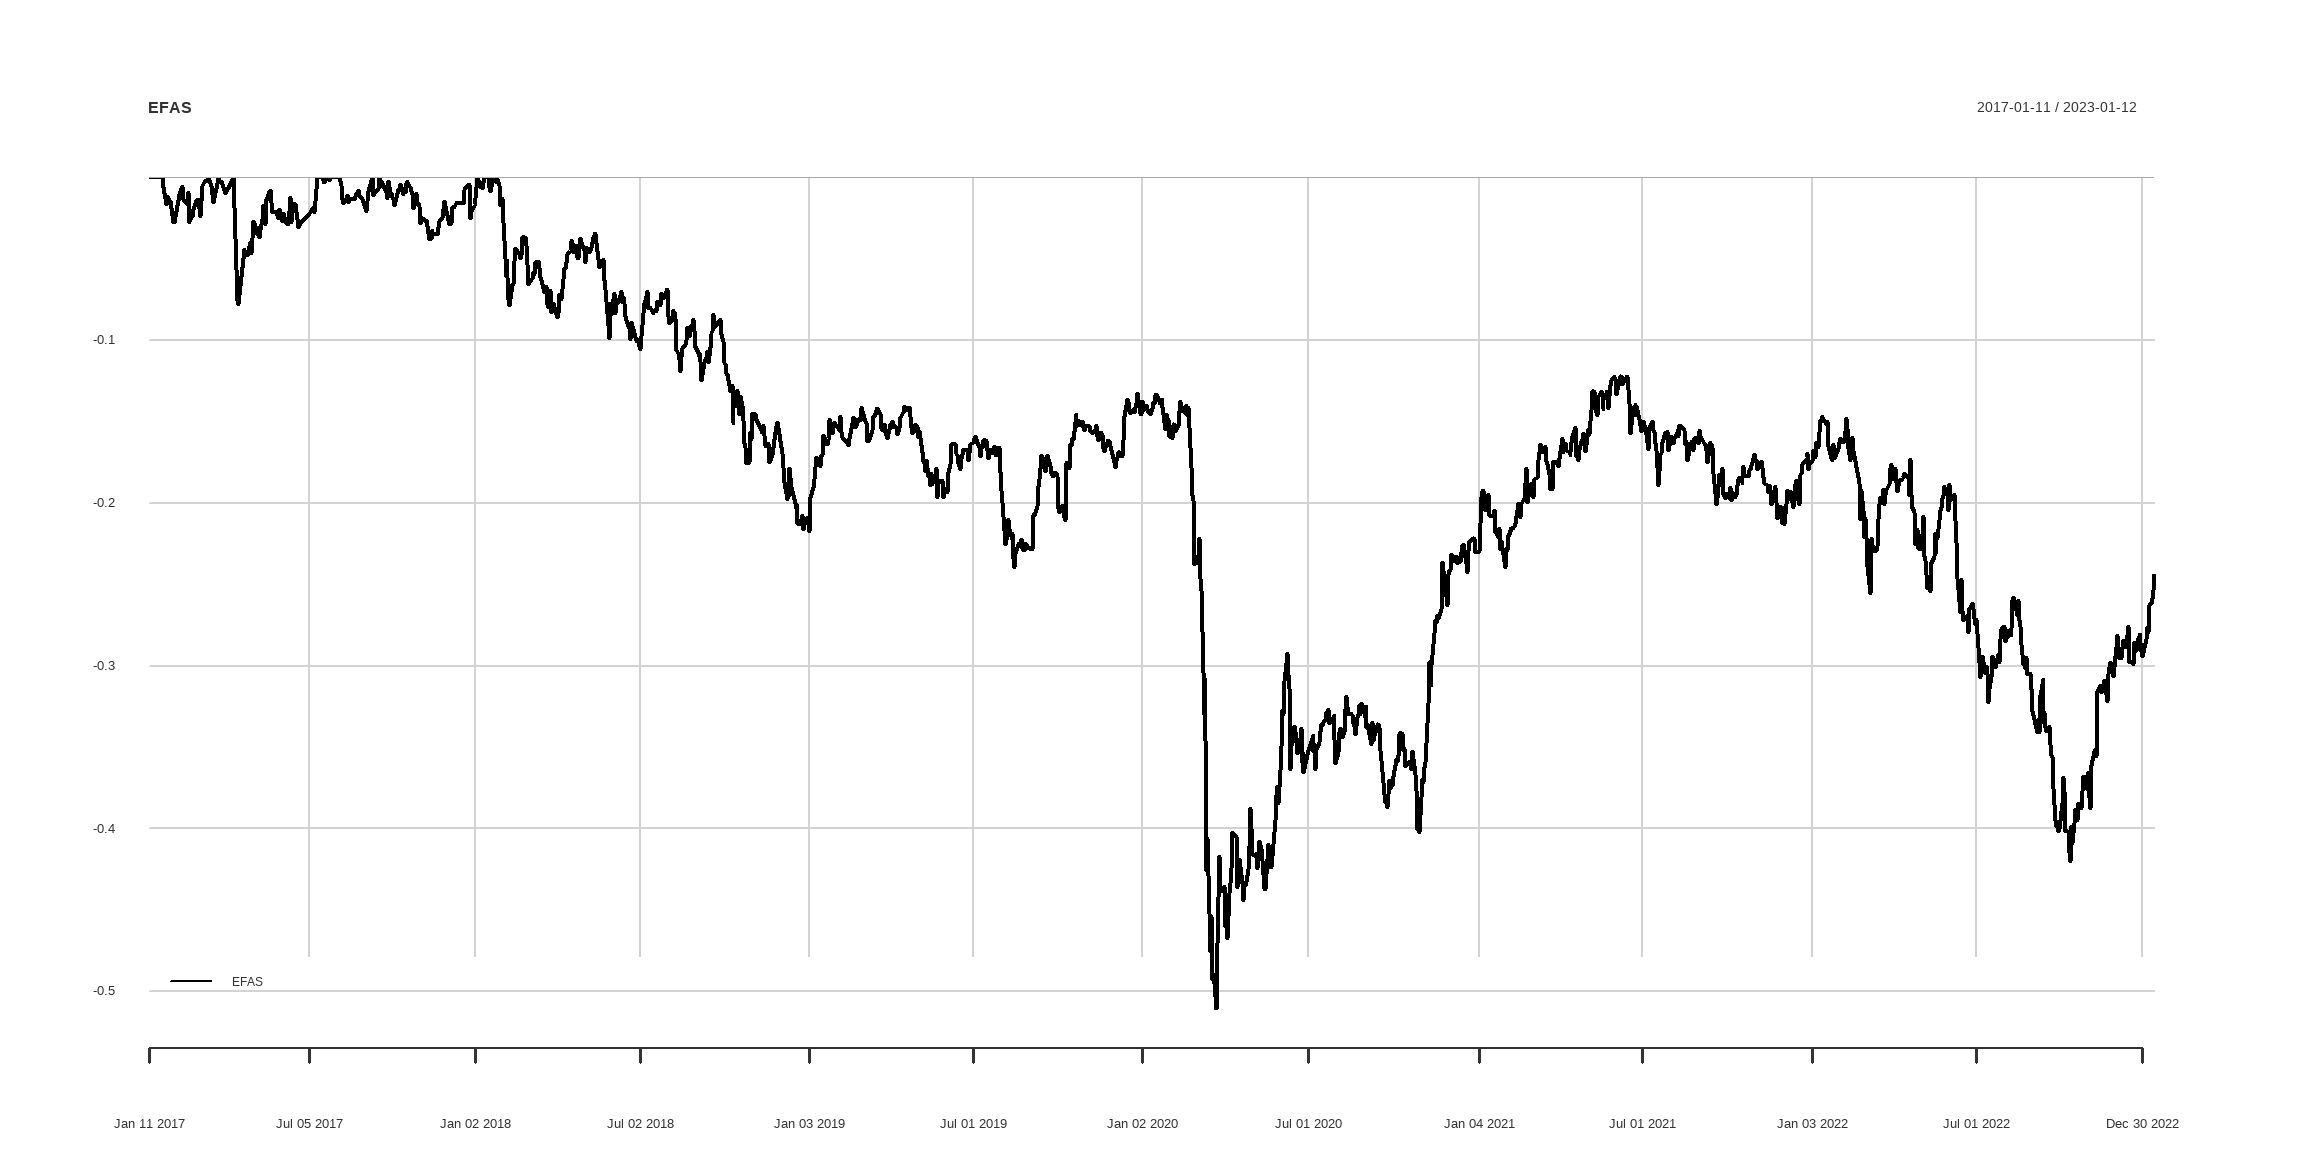 EFAS
2017-01-11 / 2023-01-12
-0.1
-0.2
-0.3
-0.4
-0.5
EFAS
Jan 11 2017
Jul 05 2017
Jan 02 2018
Jul 02 2018
Jan 03 2019
Jul 01 2019
Jan 02 2020
Jul 01 2020
Jan 04 2021
Jul 01 2021
Jan 03 2022
Jul 01 2022
Dec 30 2022